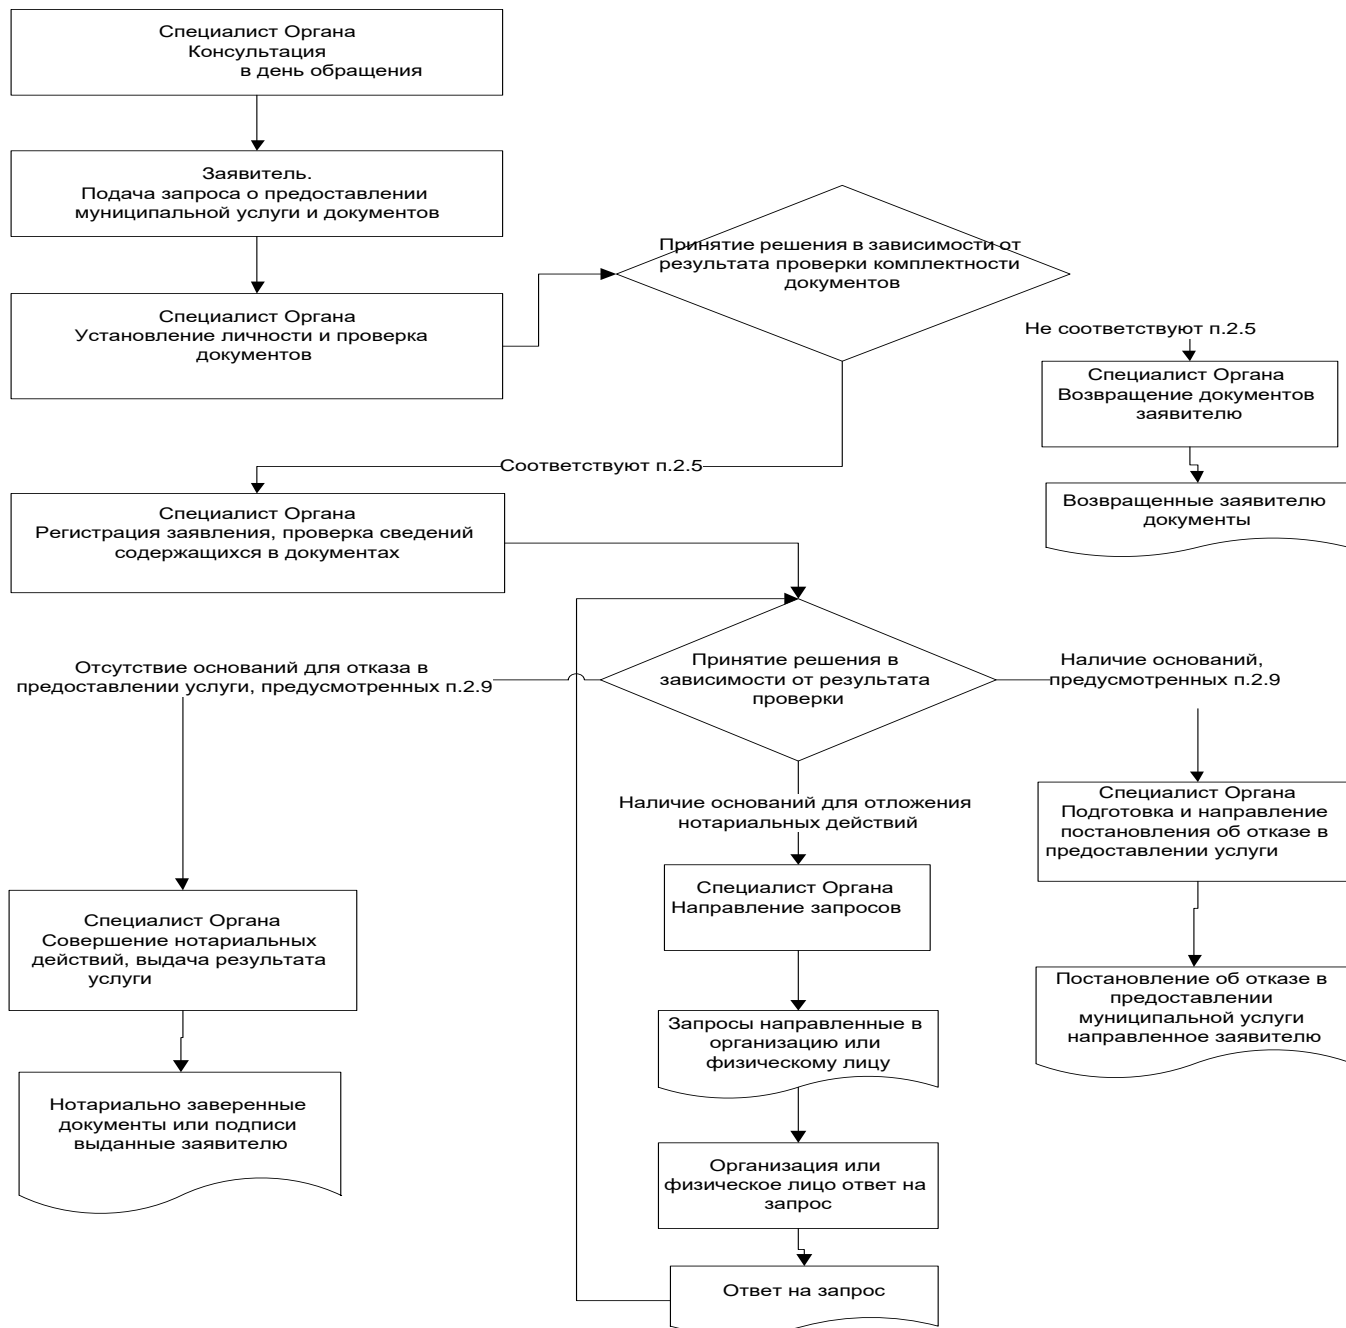 Специалист Органа
Консультация
в день обращения
Заявитель.
Подача запроса о предоставлении
муниципальной услуги и документов
Специалист Органа
Установление личности и проверка
документов
Принятие решения в зависимости от
результата проверки комплектности
документов
Не соответствуют п.2.5
Специалист Органа
Возвращение документов
заявителю
Возвращенные заявителю
документы
Соответствуют п.2.5
Специалист Органа
Регистрация заявления, проверка сведений
содержащихся в документах
Принятие решения в
зависимости от результата
проверки
Отсутствие оснований для отказа в
предоставлении услуги, предусмотренных п.2.9
Специалист Органа
Совершение нотариальных
действий, выдача результата
услуги
Нотариально заверенные
документы или подписи
выданные заявителю
Наличие оснований для отложения
нотариальных действий
Специалист Органа
Направление запросов
Запросы направленные в
организацию или
физическому лицу
Организация или
физическое лицо ответ на
запрос
Ответ на запрос
Наличие оснований,
предусмотренных п.2.9
Специалист Органа
Подготовка и направление
постановления об отказе в
предоставлении услуги
Постановление об отказе в
предоставлении
муниципальной услуги
направленное заявителю